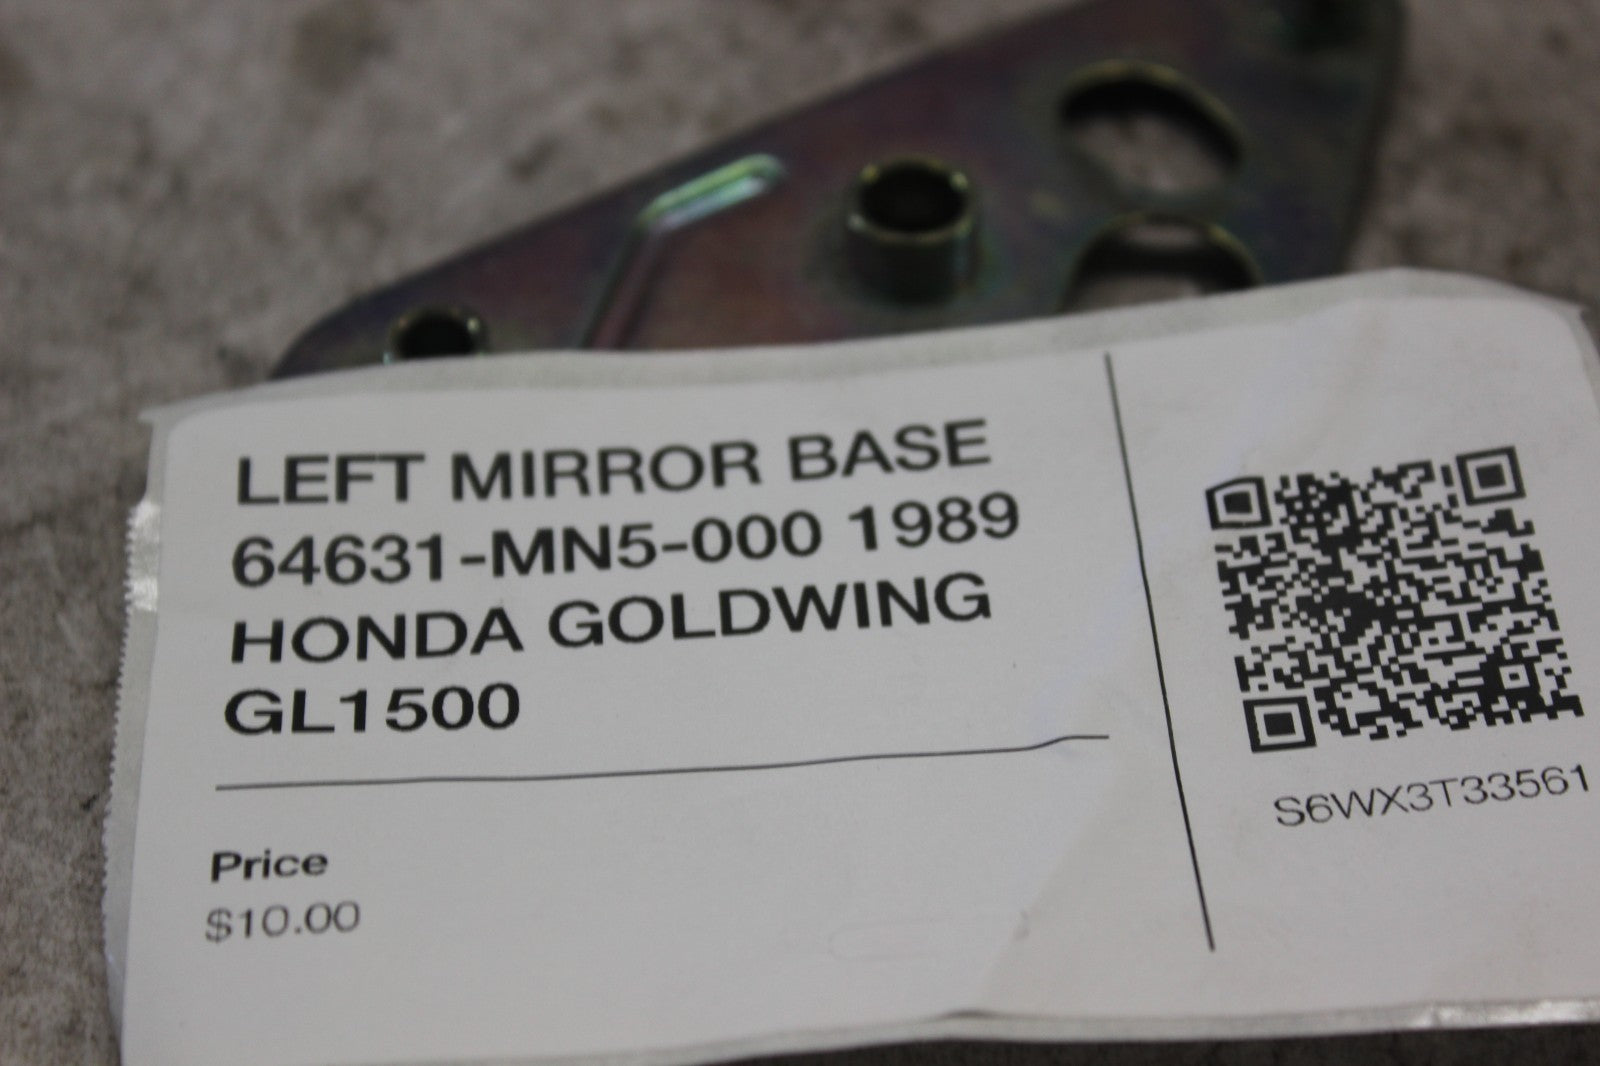 LEFT MIRROR BASE
64631-MN5-000 1989
HONDA GOLDWING
GL1500
Price
$10.00
S6WX3T33561